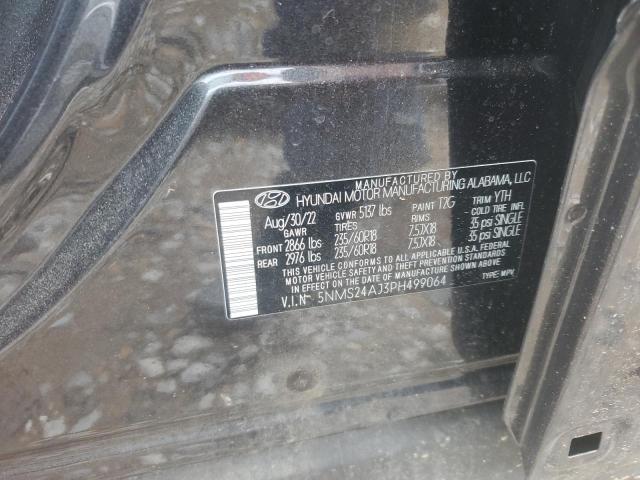 MANUFACTURED BY
HYUNDAI MOTOR MANUFACTURING ALABAMA, LLC
Aug/30/22 GVWR 5137 lbs PAINT T2G TRIM YTH
GAWR TIRES RIMS COLD TIRE INFL
FRONT 2866 lbs 235/60R18 7.5JX18 35 psi SINGLE
REAR 2976 lbs 235/60R18 7.5JX18 35 psi SINGLE
THIS VEHICLE CONFORMS TO ALL APPLICABLE U.S.A. FEDERAL
MOTOR VEHICLE SAFETY, BUMPER, AND THEFT PREVENTION STANDARDS
IN EFFECT ON THE DATE OF MANUFACTURE SHOWN ABOVE.
V.I.N 5NMS24AJ3PH499064 TYPE: MPV